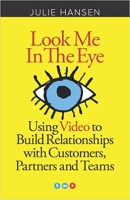 JULIE HANSEN
Look Me
In The Eye
Using Video to
Build Relationships
with Customers,
Partners and Teams